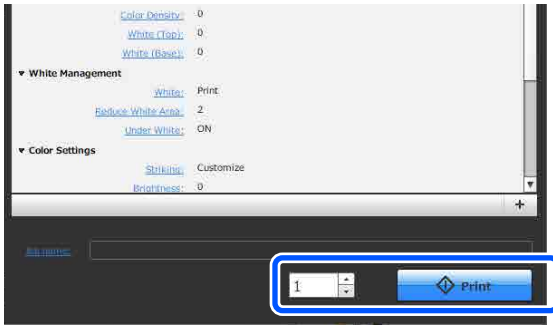 Color Density: 0
White (Top): 0
White (Base): 0
▼ White Management
White: Print
Reduce White Area: 2
Under White: ON
▼ Color Settings
Striking: Customize
Brightness: 0
+
Job name:
1
Print